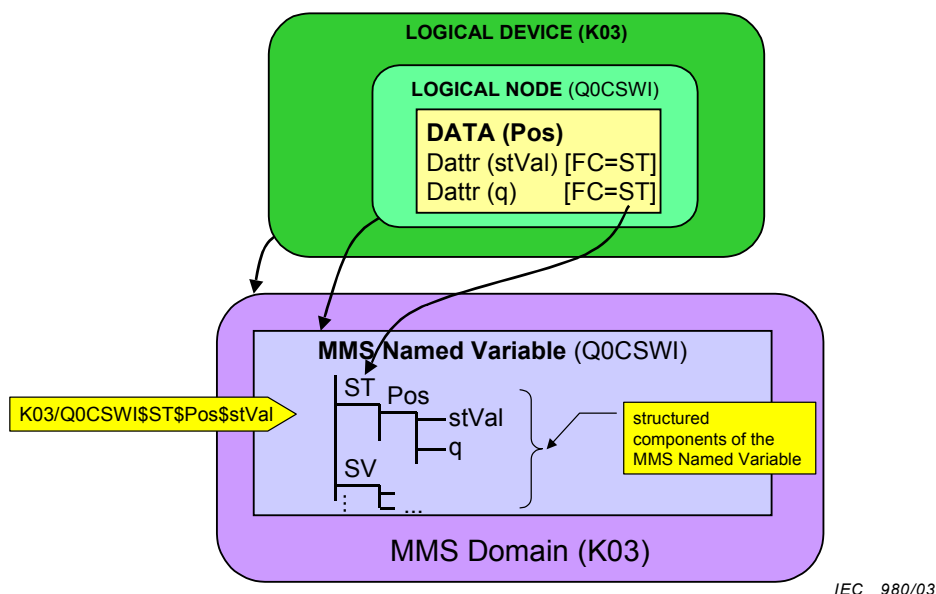 LOGICAL DEVICE (K03)
LOGICAL NODE (Q0CSWI)
DATA (Pos)
Dattr (stVal) [FC=ST]
Dattr (q) [FC=ST]
MMS Named Variable (Q0CSWI)
ST
Pos
stVal
q
SV
...
K03/Q0CSWI$ST$Pos$stVal
structured
components of the
MMS Named Variable
MMS Domain (K03)
IEC 980/03